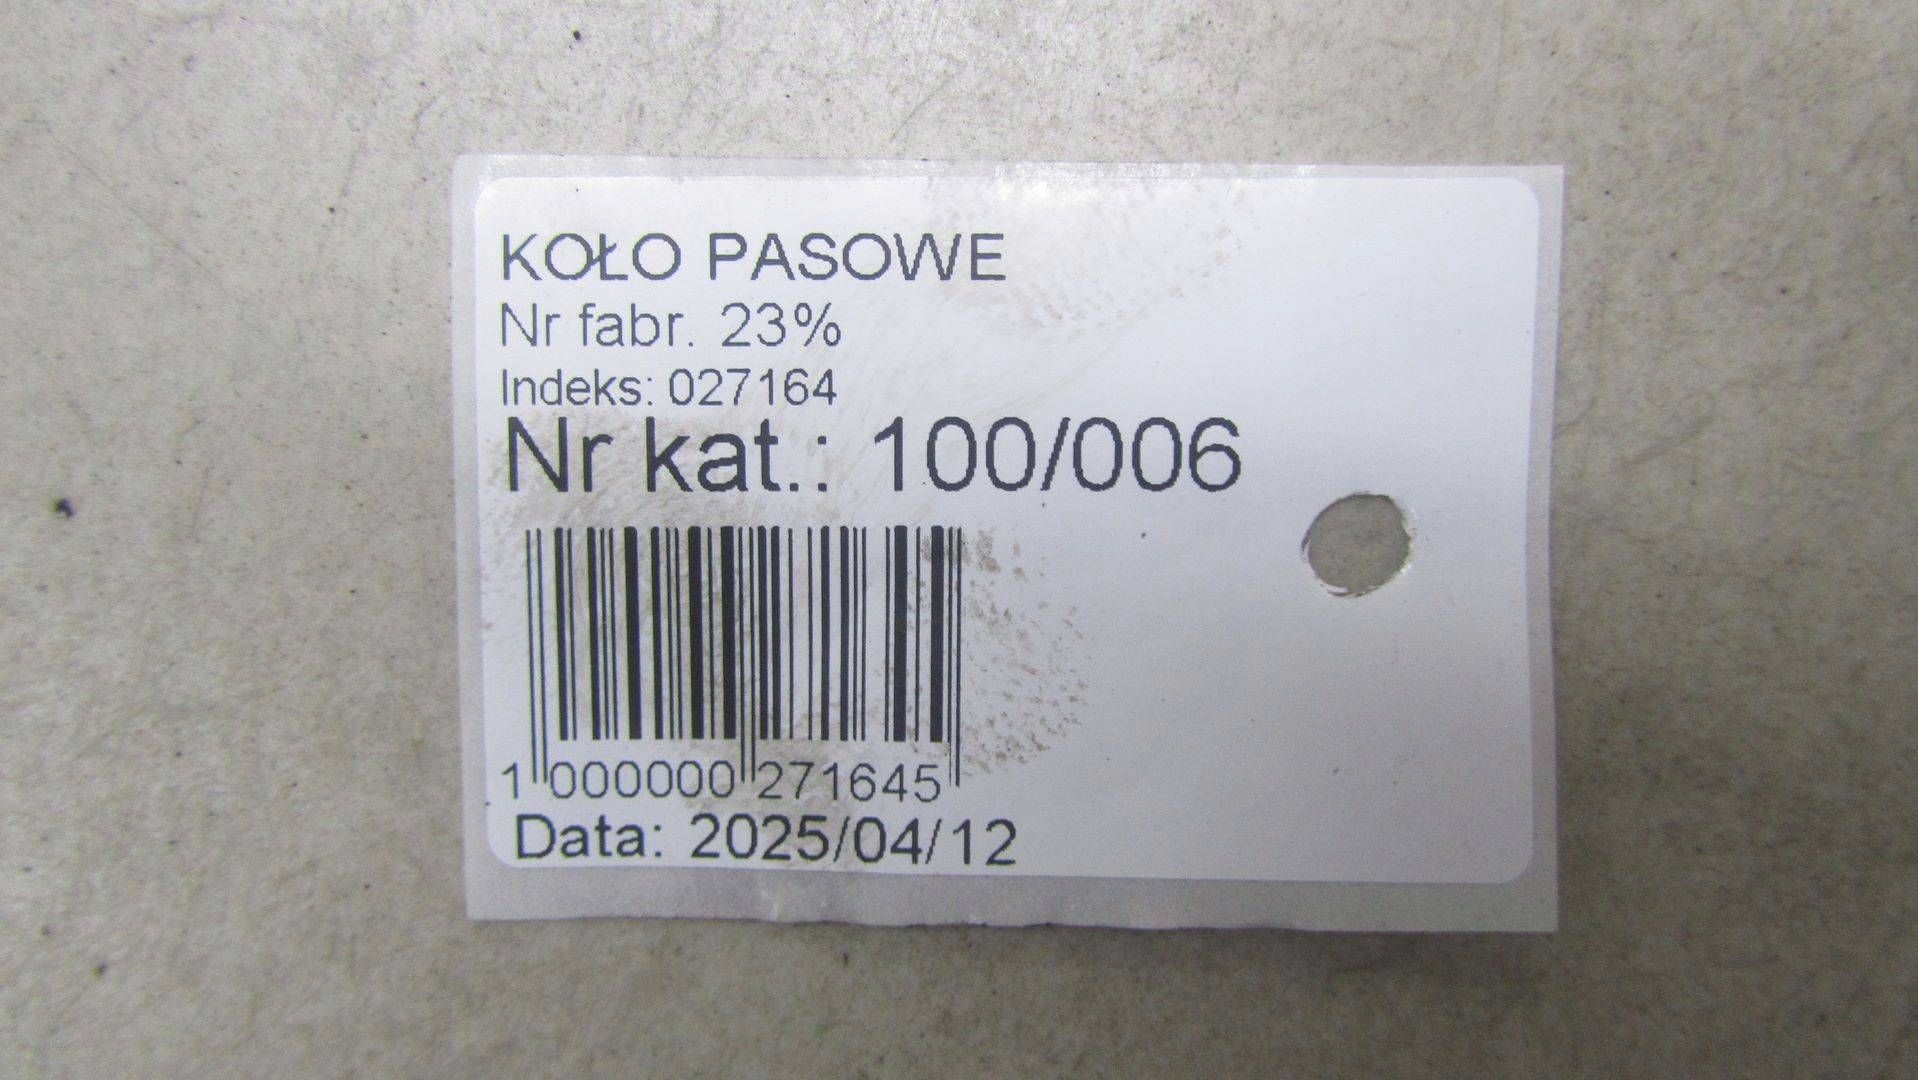 KOŁO PASOWE
Nr fabr. 23%
Indeks: 027164
Nr kat.: 100/006
1 000000 271645
Data: 2025/04/12